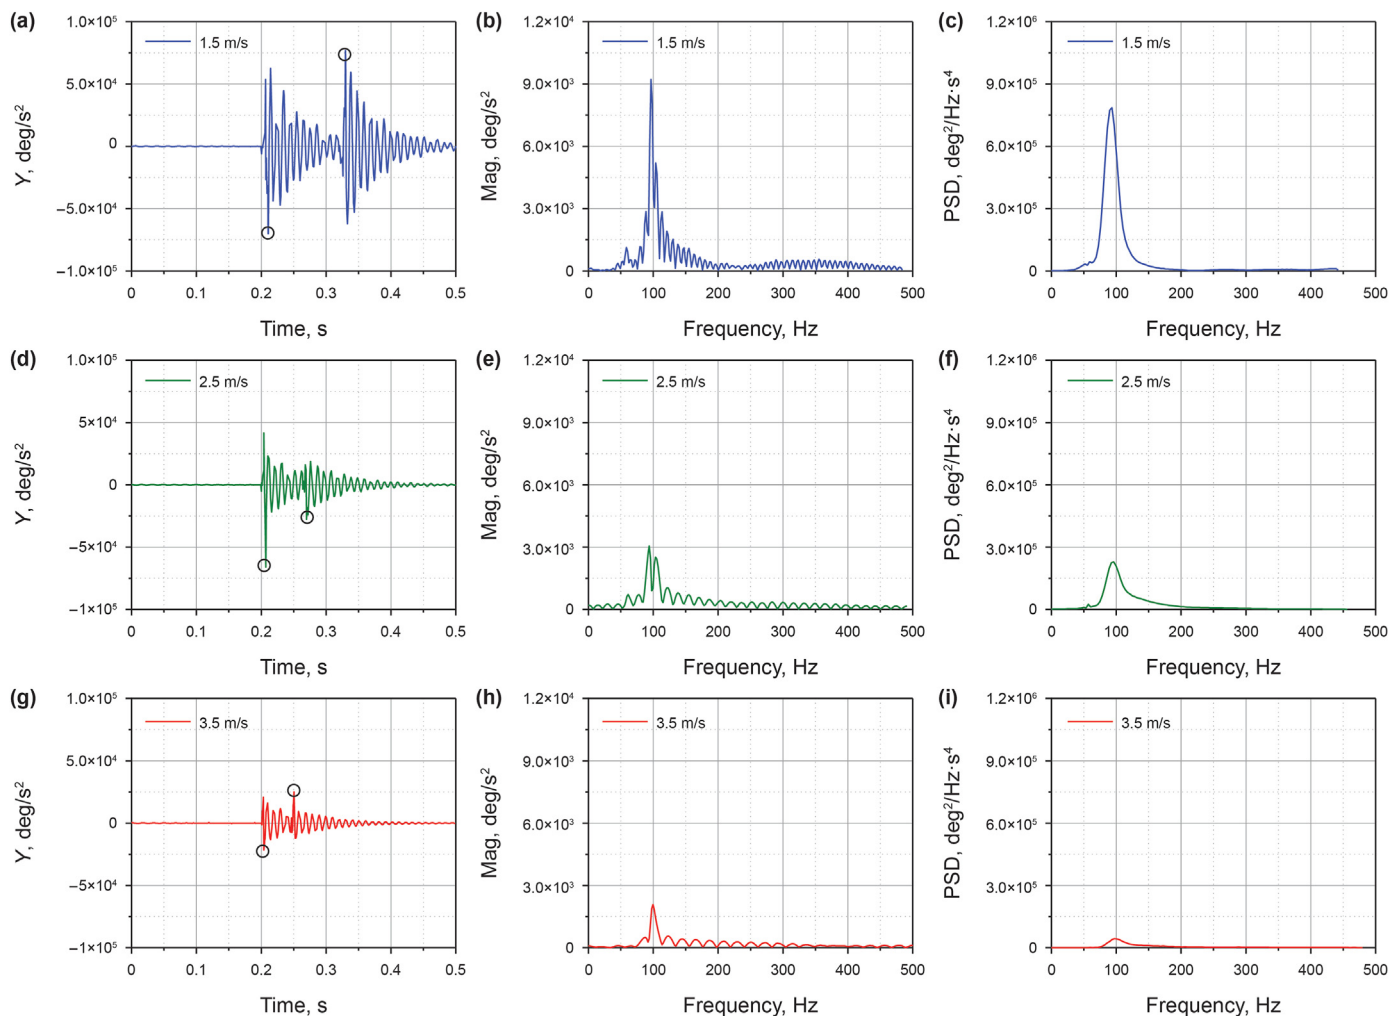 (a)
1.0×10⁵
5.0×10⁴
0
−5.0×10⁴
−1.0×10⁵
Y, deg/s²
1.5 m/s
0 0.1 0.2 0.3 0.4 0.5
Time, s
(b)
1.2×10⁴
9.0×10³
6.0×10³
3.0×10³
0
Mag, deg/s²
1.5 m/s
0 100 200 300 400 500
Frequency, Hz
(c)
1.2×10⁶
9.0×10⁵
6.0×10⁵
3.0×10⁵
0
PSD, deg²/Hz·s⁴
1.5 m/s
0 100 200 300 400 500
Frequency, Hz
(d)
1.0×10⁵
5×10⁴
0
−5×10⁴
−1×10⁵
Y, deg/s²
2.5 m/s
0 0.1 0.2 0.3 0.4 0.5
Time, s
(e)
1.2×10⁴
9.0×10³
6.0×10³
3.0×10³
0
Mag, deg/s²
2.5 m/s
0 100 200 300 400 500
Frequency, Hz
(f)
1.2×10⁶
9.0×10⁵
6.0×10⁵
3.0×10⁵
0
PSD, deg²/Hz·s⁴
2.5 m/s
0 100 200 300 400 500
Frequency, Hz
(g)
1.0×10⁵
5.0×10⁴
0
−5×10⁴
−1×10⁵
Y, deg/s²
3.5 m/s
0 0.1 0.2 0.3 0.4 0.5
Time, s
(h)
1.2×10⁴
9.0×10³
6.0×10³
3.0×10³
0
Mag, deg/s²
3.5 m/s
0 100 200 300 400 500
Frequency, Hz
(i)
1.2×10⁶
9.0×10⁵
6.0×10⁵
3.0×10⁵
0
PSD, deg²/Hz·s⁴
3.5 m/s
0 100 200 300 400 500
Frequency, Hz